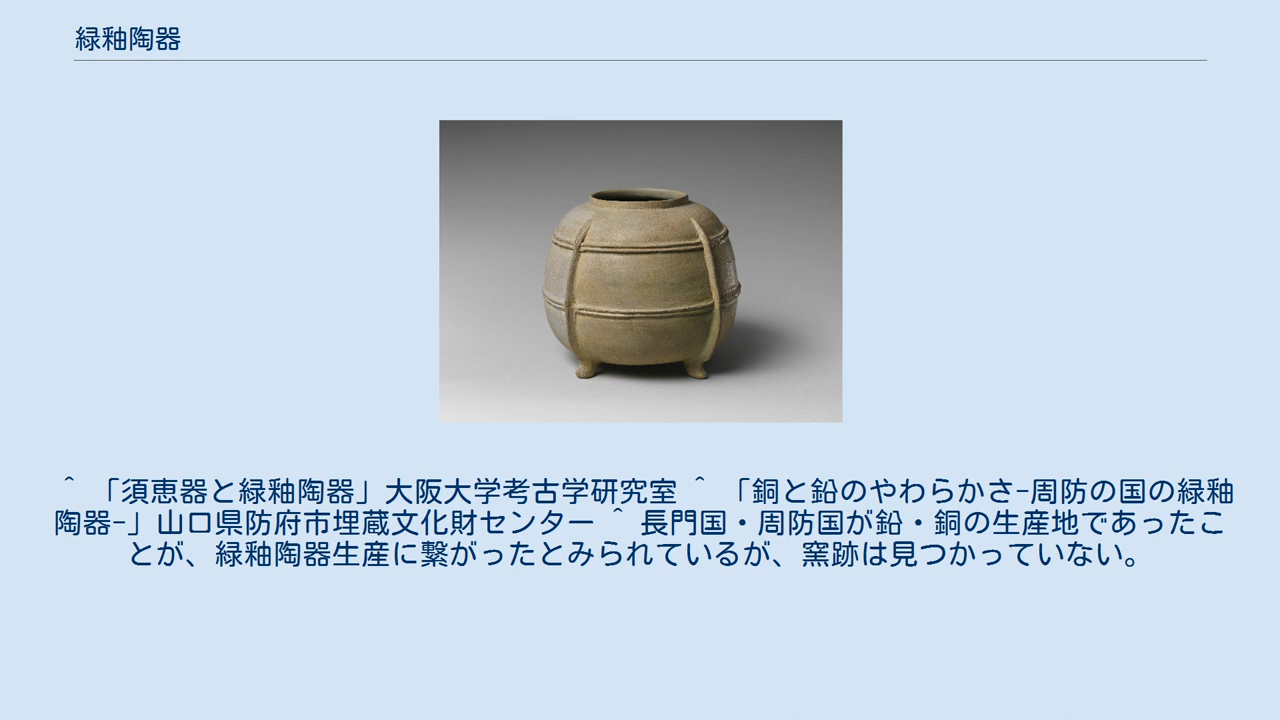 緑釉陶器
^ 「須恵器と緑釉陶器」大阪大学考古学研究室 ^ 「銅と鉛のやわらかさ-周防の国の緑釉
陶器-」山口県防府市埋蔵文化財センター ^ 長門国・周防国が鉛・銅の生産地であったこ
とが、緑釉陶器生産に繋がったとみられているが、窯跡は見つかっていない。